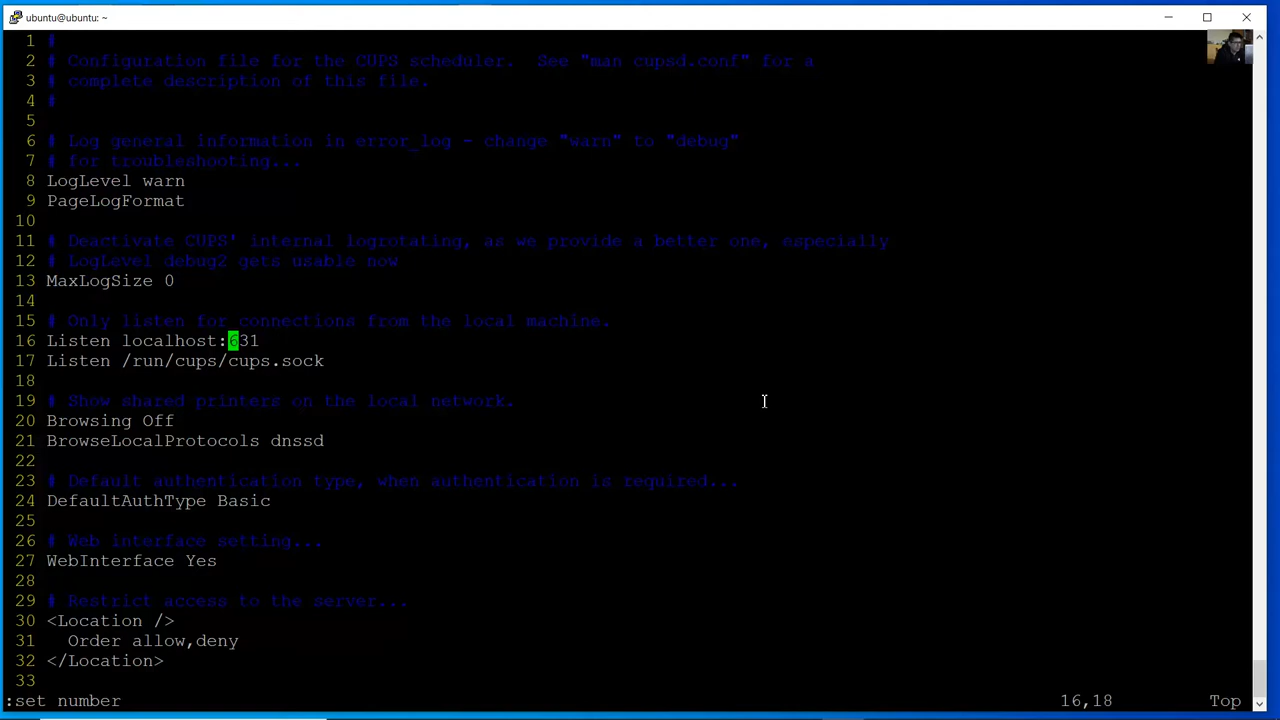 ubuntu@ubuntu: ~
1 #
2 # Configuration file for the CUPS scheduler.  See "man cupsd.conf" for a
3 # complete description of this file.
4 #
5
6 # Log general information in error_log - change "warn" to "debug"
7 # for troubleshooting...
8 LogLevel warn
9 PageLogFormat
10
11 # Deactivate CUPS' internal logrotating, as we provide a better one, especially
12 # LogLevel debug2 gets usable now
13 MaxLogSize 0
14
15 # Only listen for connections from the local machine.
16 Listen localhost:631
17 Listen /run/cups/cups.sock
18
19 # Show shared printers on the local network.
20 Browsing Off
21 BrowseLocalProtocols dnssd
22
23 # Default authentication type, when authentication is required...
24 DefaultAuthType Basic
25
26 # Web interface setting...
27 WebInterface Yes
28
29 # Restrict access to the server...
30 <Location />
31   Order allow,deny
32 </Location>
33
:set number 16,18 Top